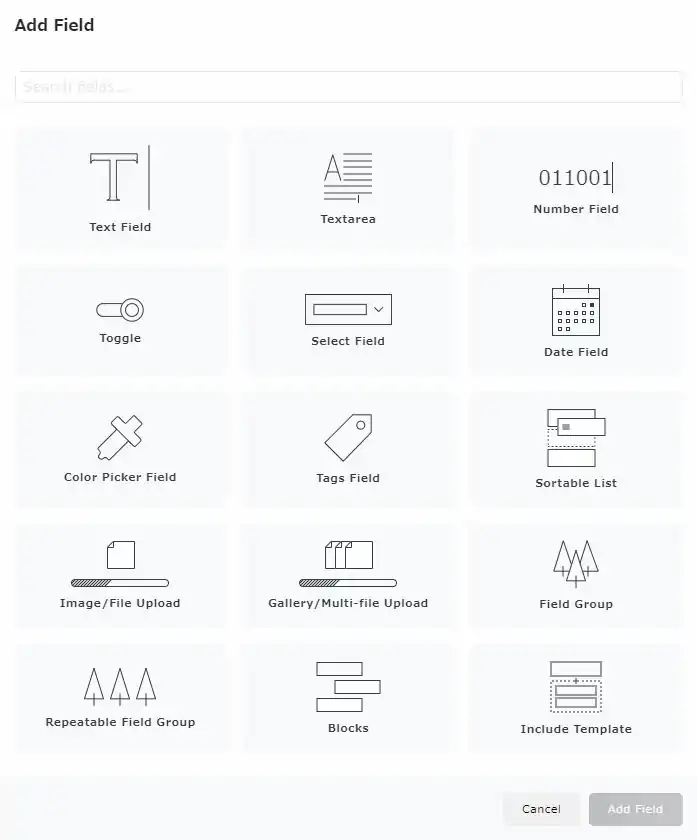 Add Field
Search fields...
011001
Text Field
Textarea
Number Field
Toggle
Select Field
Date Field
Color Picker Field
Tags Field
Sortable List
Image/File Upload
Gallery/Multi-file Upload
Field Group
Repeatable Field Group
Blocks
Include Template
Cancel
Add Field